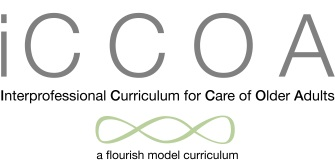 iCCOA
Interprofessional Curriculum for Care of Older Adults
a flourish model curriculum